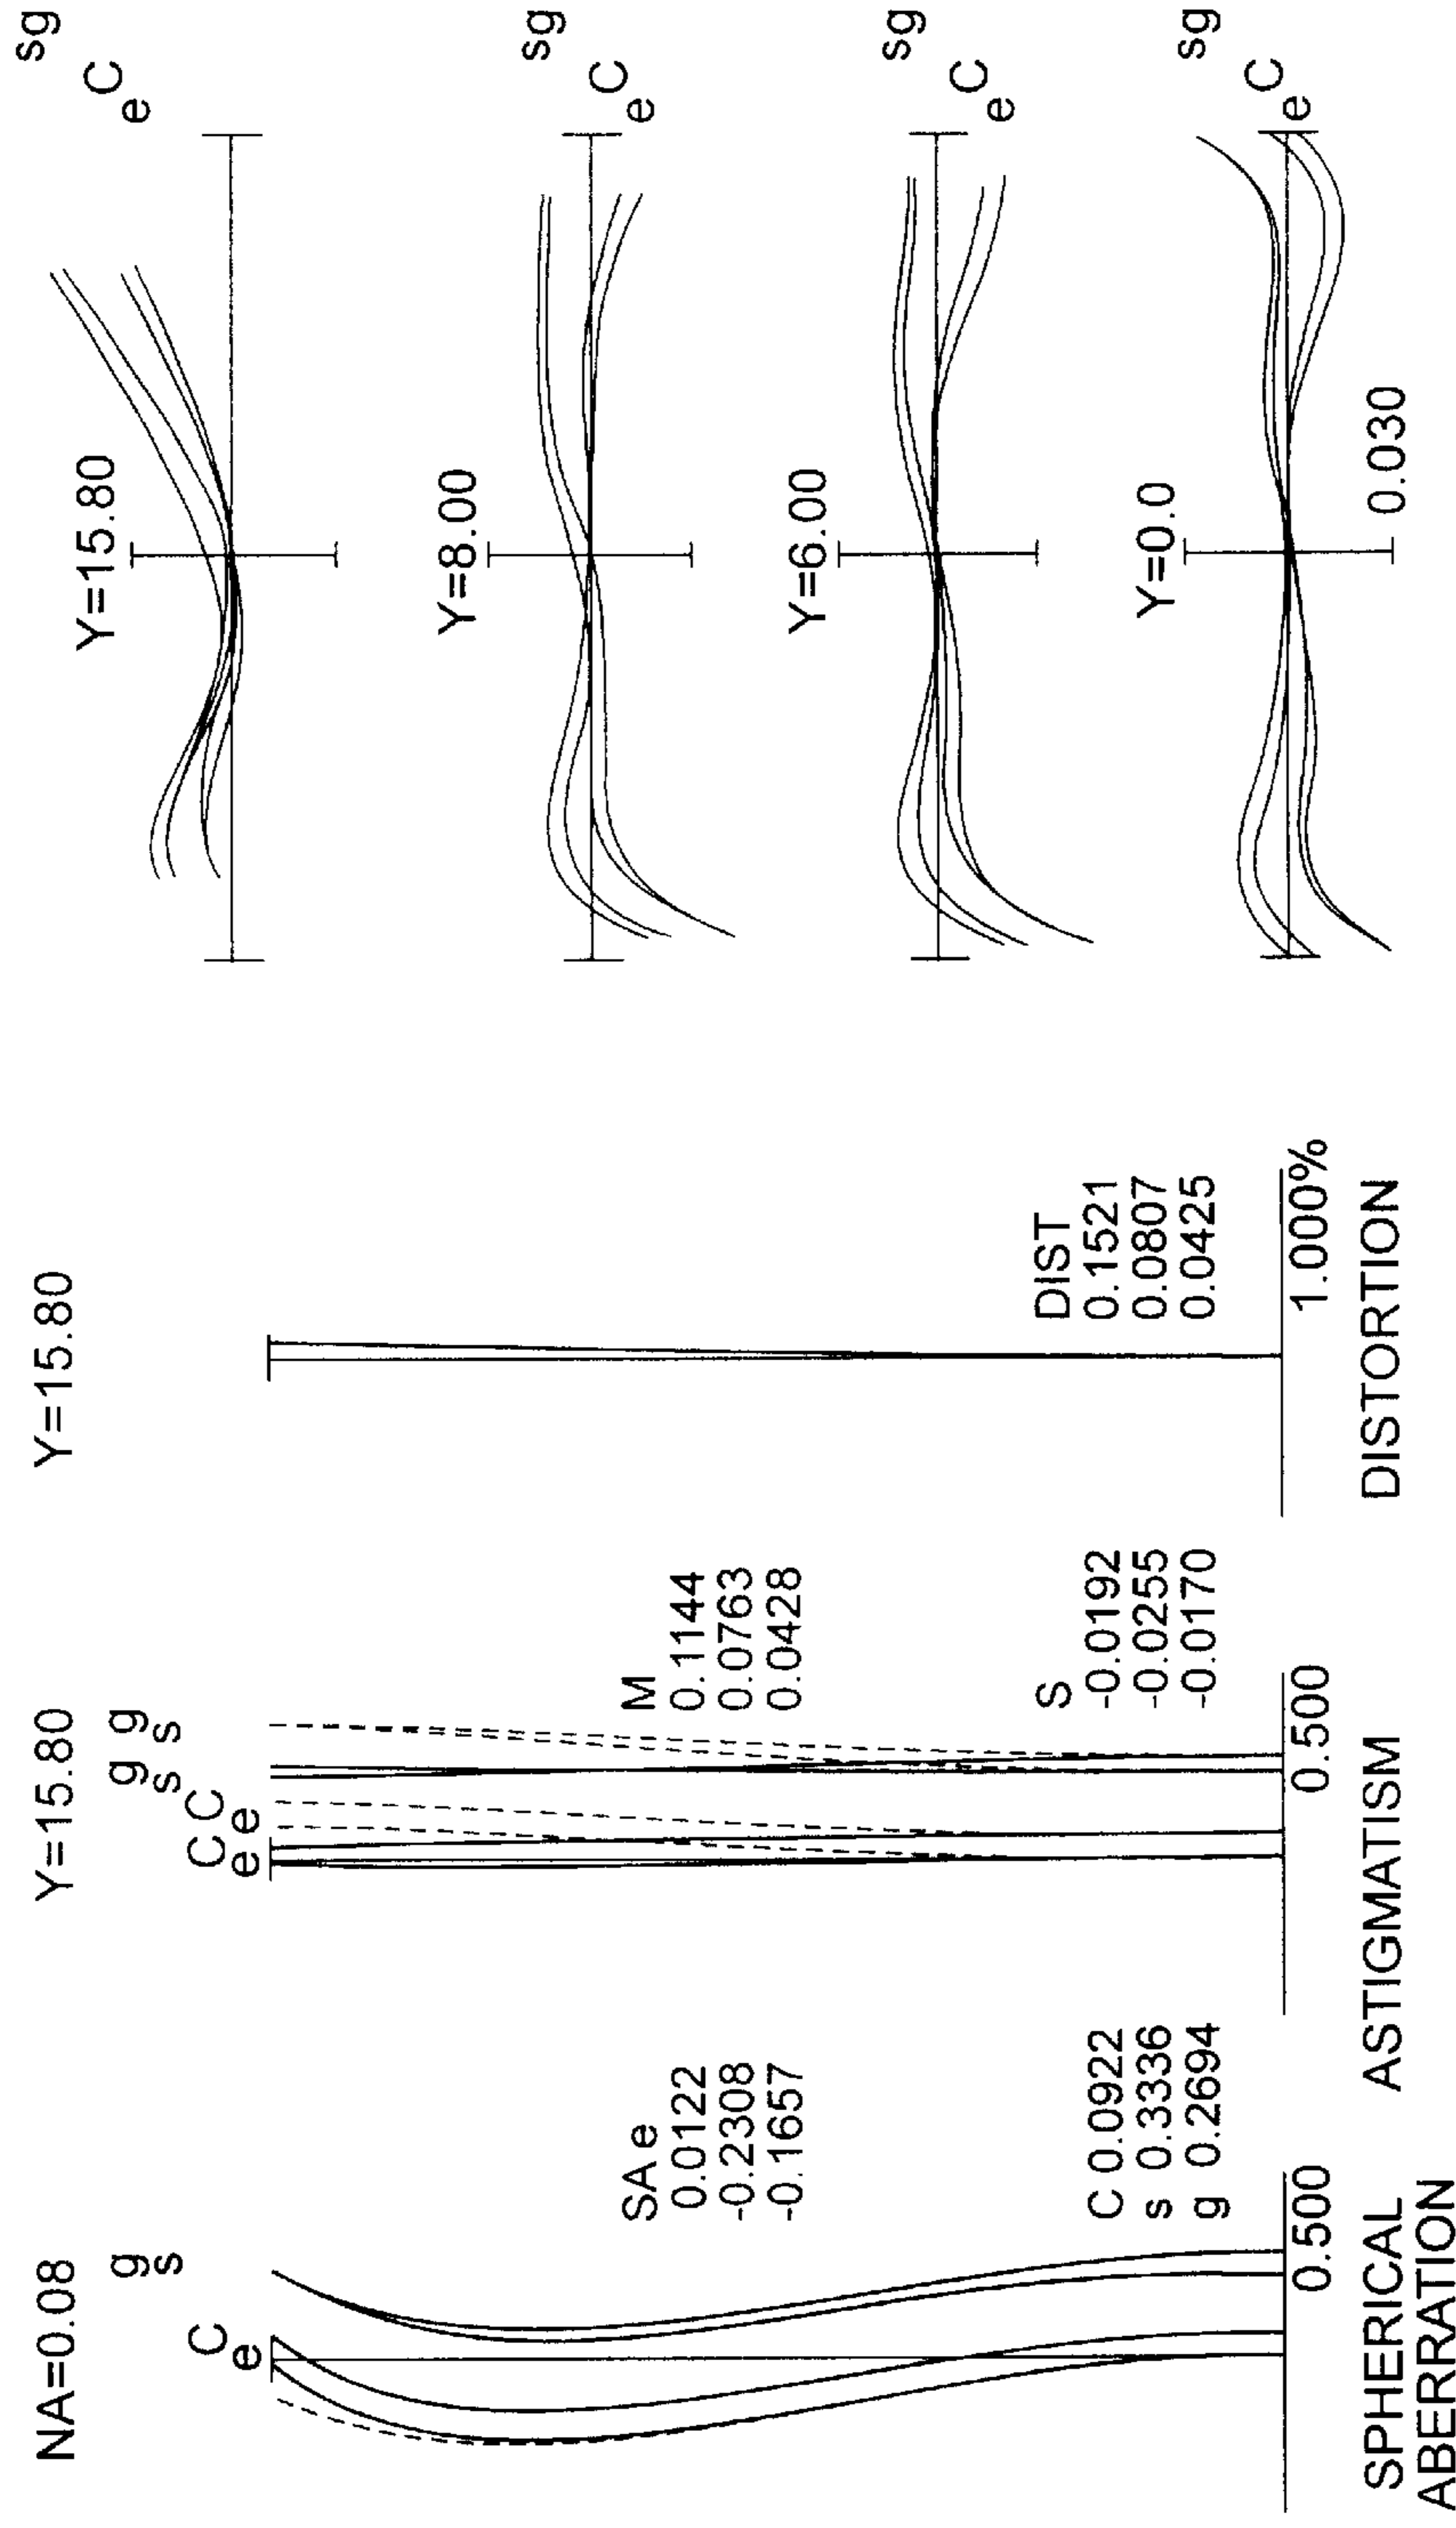 NA=0.08
g
s
C
e
SA e
0.0122
-0.2308
-0.1657
C 0.0922
s 0.3336
g 0.2694
0.500
SPHERICAL
ABERRATION
Y=15.80
g g
s s
C C
e e
M
0.1144
0.0763
0.0428
S
-0.0192
-0.0255
-0.0170
0.500
ASTIGMATISM
Y=15.80
DIST
0.1521
0.0807
0.0425
1.000%
DISTORTION
Y=15.80
sg
C
e
Y=8.00
sg
C
e
Y=6.00
sg
C
e
Y=0.0
sg
C
e
0.030